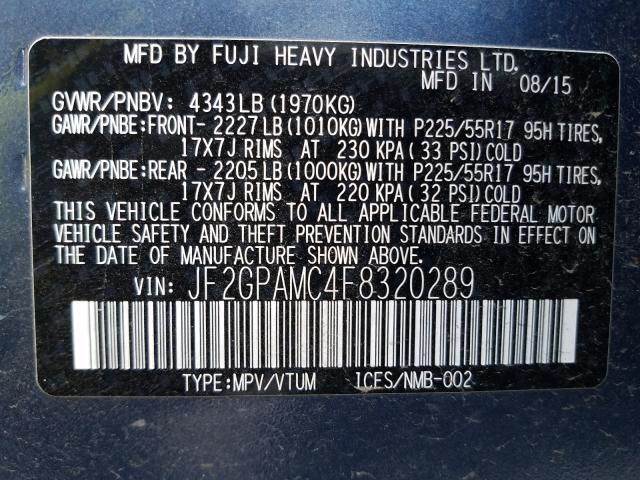 MFD BY FUJI HEAVY INDUSTRIES LTD.
MFD IN 08/15
GVWR/PNBV: 4343LB (1970KG)
GAWR/PNBE:FRONT- 2227LB (1010KG) WITH P225/55R17 95H TIRES,
17X7J RIMS AT 230 KPA (33 PSI) COLD
GAWR/PNBE:REAR - 2205LB (1000KG) WITH P225/55R17 95H TIRES,
17X7J RIMS AT 220 KPA (32 PSI) COLD
THIS VEHICLE CONFORMS TO ALL APPLICABLE FEDERAL MOTOR
VEHICLE SAFETY AND THEFT PREVENTION STANDARDS IN EFFECT ON
THE DATE OF MANUFACTURE SHOWN ABOVE.
VIN: JF2GPAMC4F8320289
TYPE:MPV/VTUM ICES/NMB-002